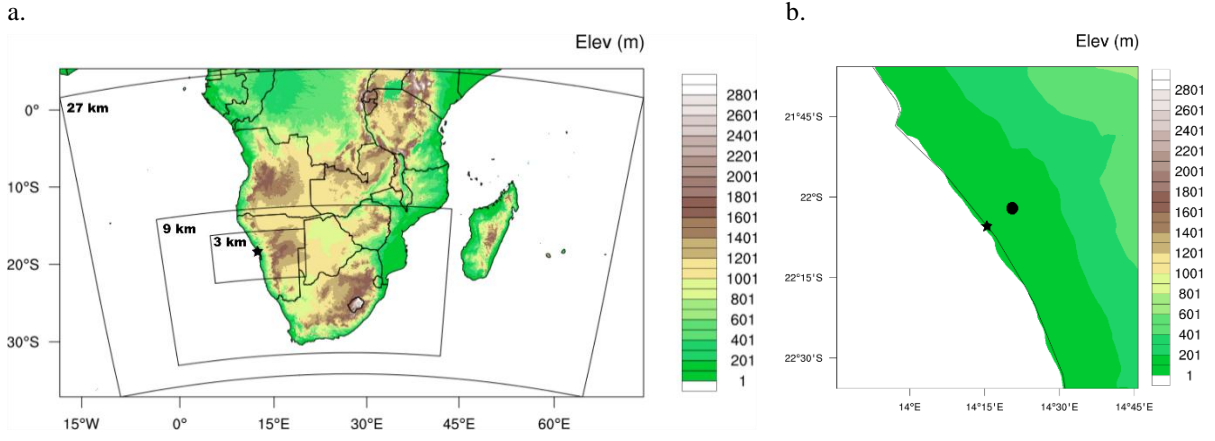 a.
Elev (m)
27 km
9 km
3 km
0°
10°S
20°S
30°S
15°W
0°
15°E
30°E
45°E
60°E
2801
2601
2401
2201
2001
1801
1601
1401
1201
1001
801
601
401
201
1
b.
Elev (m)
21°45'S
22°S
22°15'S
22°30'S
14°E
14°15'E
14°30'E
14°45'E
2801
2601
2401
2201
2001
1801
1601
1401
1201
1001
801
601
401
201
1